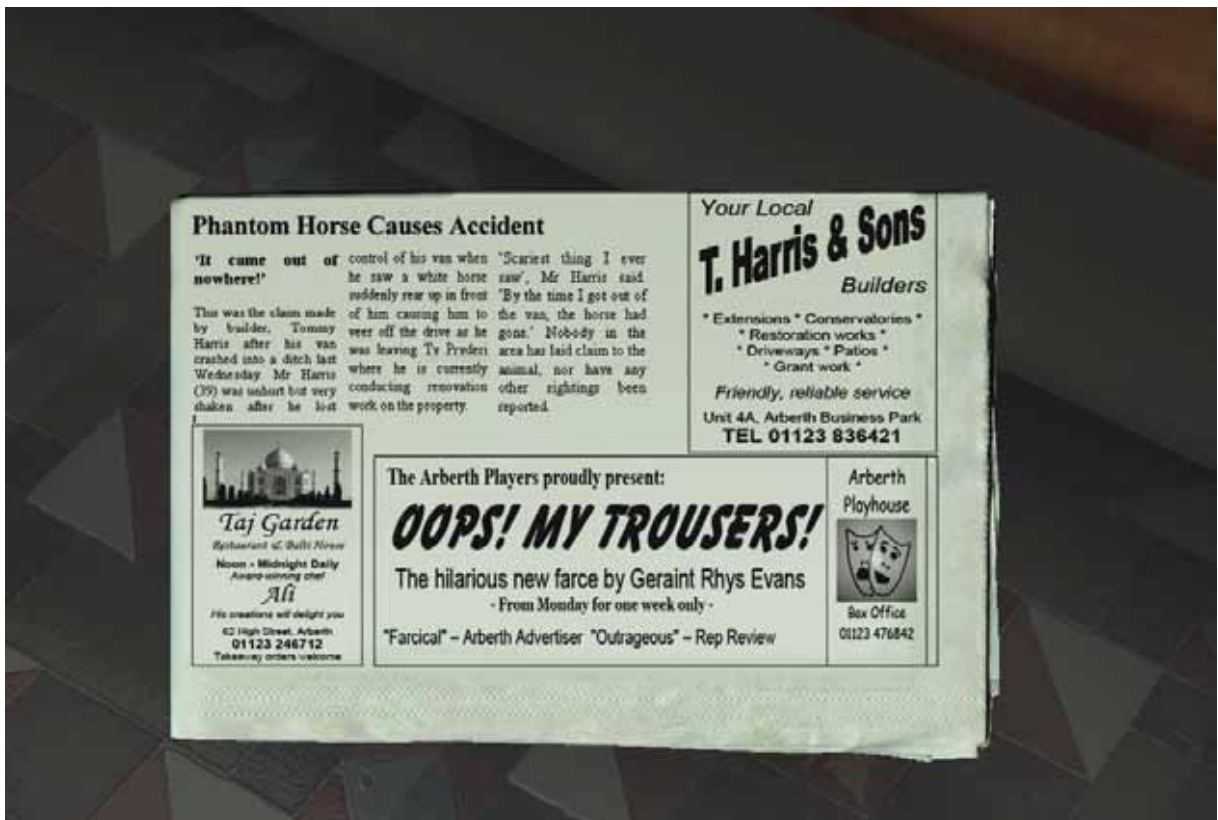 Phantom Horse Causes Accident
'It came out of
nowhere!'
This was the claim made
by builder, Tommy
Harris after his van
crashed into a ditch last
Wednesday. Mr Harris
(39) was unhurt but very
shaken after he lost
control of his van when
he saw a white horse
suddenly rear up in front
of him causing him to
veer off the drive as he
was leaving Ty Pryderi
where he is currently
conducting renovation
work on the property.
"Scariest thing I ever
saw', Mr Harris said.
"By the time I got out of
the van, the horse had
gone." Nobody in the
area has laid claim to the
animal, nor have any
other sightings been
reported.
Your Local
T. Harris & Sons
Builders
* Extensions * Conservatories *
* Restoration works *
* Driveways * Patios *
* Grant work *
Friendly, reliable service
Unit 4A, Arberth Business Park
TEL 01123 836421
Taj Garden
Restaurant & Balti House
Noon - Midnight Daily
Award-winning chef
Ali
His creations will delight you
62 High Street, Arberth
01123 246712
Takeaway orders welcome
The Arberth Players proudly present:
OOPS! MY TROUSERS!
The hilarious new farce by Geraint Rhys Evans
- From Monday for one week only -
"Farcical" – Arberth Advertiser "Outrageous" – Rep Review
Arberth
Playhouse
Box Office
01123 476842